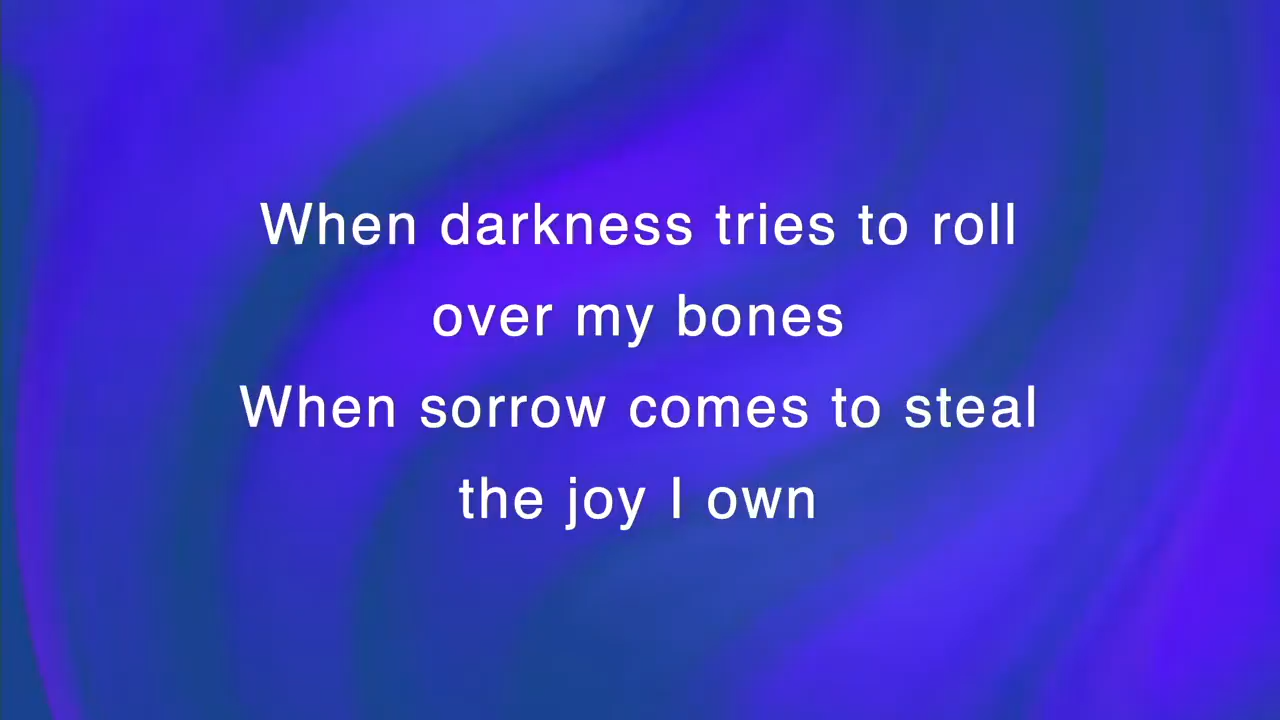 When darkness tries to roll
over my bones
When sorrow comes to steal
the joy I own